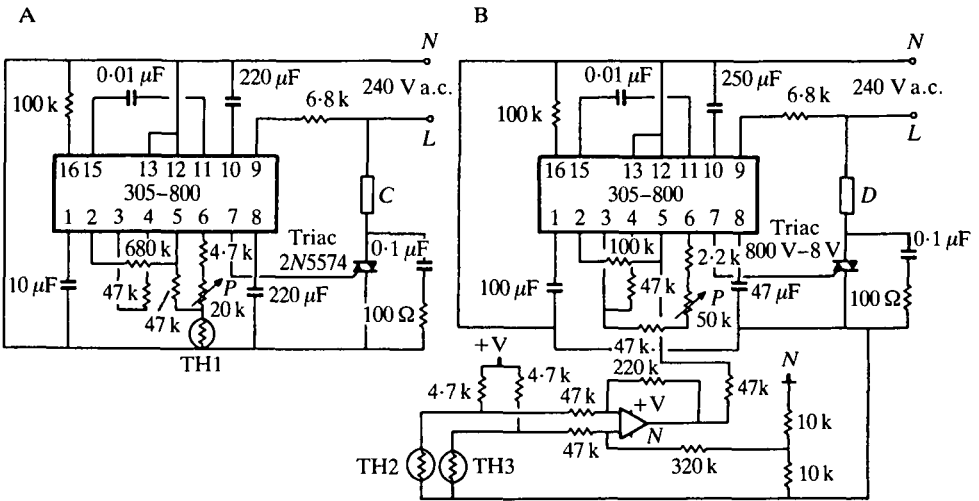 A B
N N
0·01 µF 220 µF 240 V a.c. 0·01 µF 250 µF 240 V a.c.
100 k 6·8 k L 100 k 6·8 k L
16 15 13 12 11 10 9 16 15 13 12 11 10 9
305–800 C 305–800 D
1 2 3 4 5 6 7 8 1 2 3 4 5 6 7 8
680 k 4·7 k Triac 2N5574 0·1 µF 100 k 2·2 k Triac 800 V–8 V 0·1 µF
10 µF 47 k 47 k P 20 k 220 µF 100 Ω 100 µF 47 k P 50 k 47 µF 100 Ω
TH1
+V 47 k
4·7 k 4·7 k 220 k 47k N
47 k +V 10 k
N
47 k 320 k 10 k
TH2 TH3